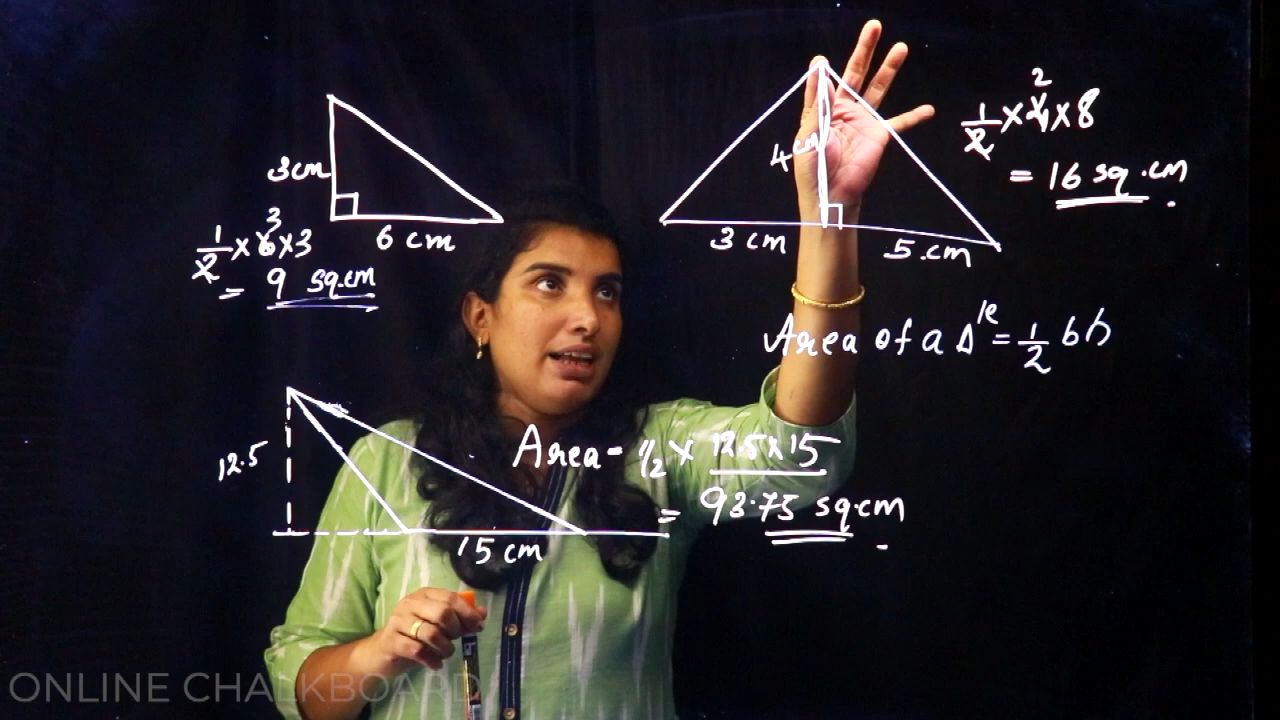 3cm
6 cm
1/2 × 6 × 3
3
= 9 sq.cm
4 cm
3 cm
5 cm
2
1/2 × 4 × 8
= 16 sq.cm.
Area of a Δle = 1/2 bh
12.5
15 cm
Area = 1/2 × 12.5×15
= 93.75 sq.cm.
ONLINE CHALKBOARD